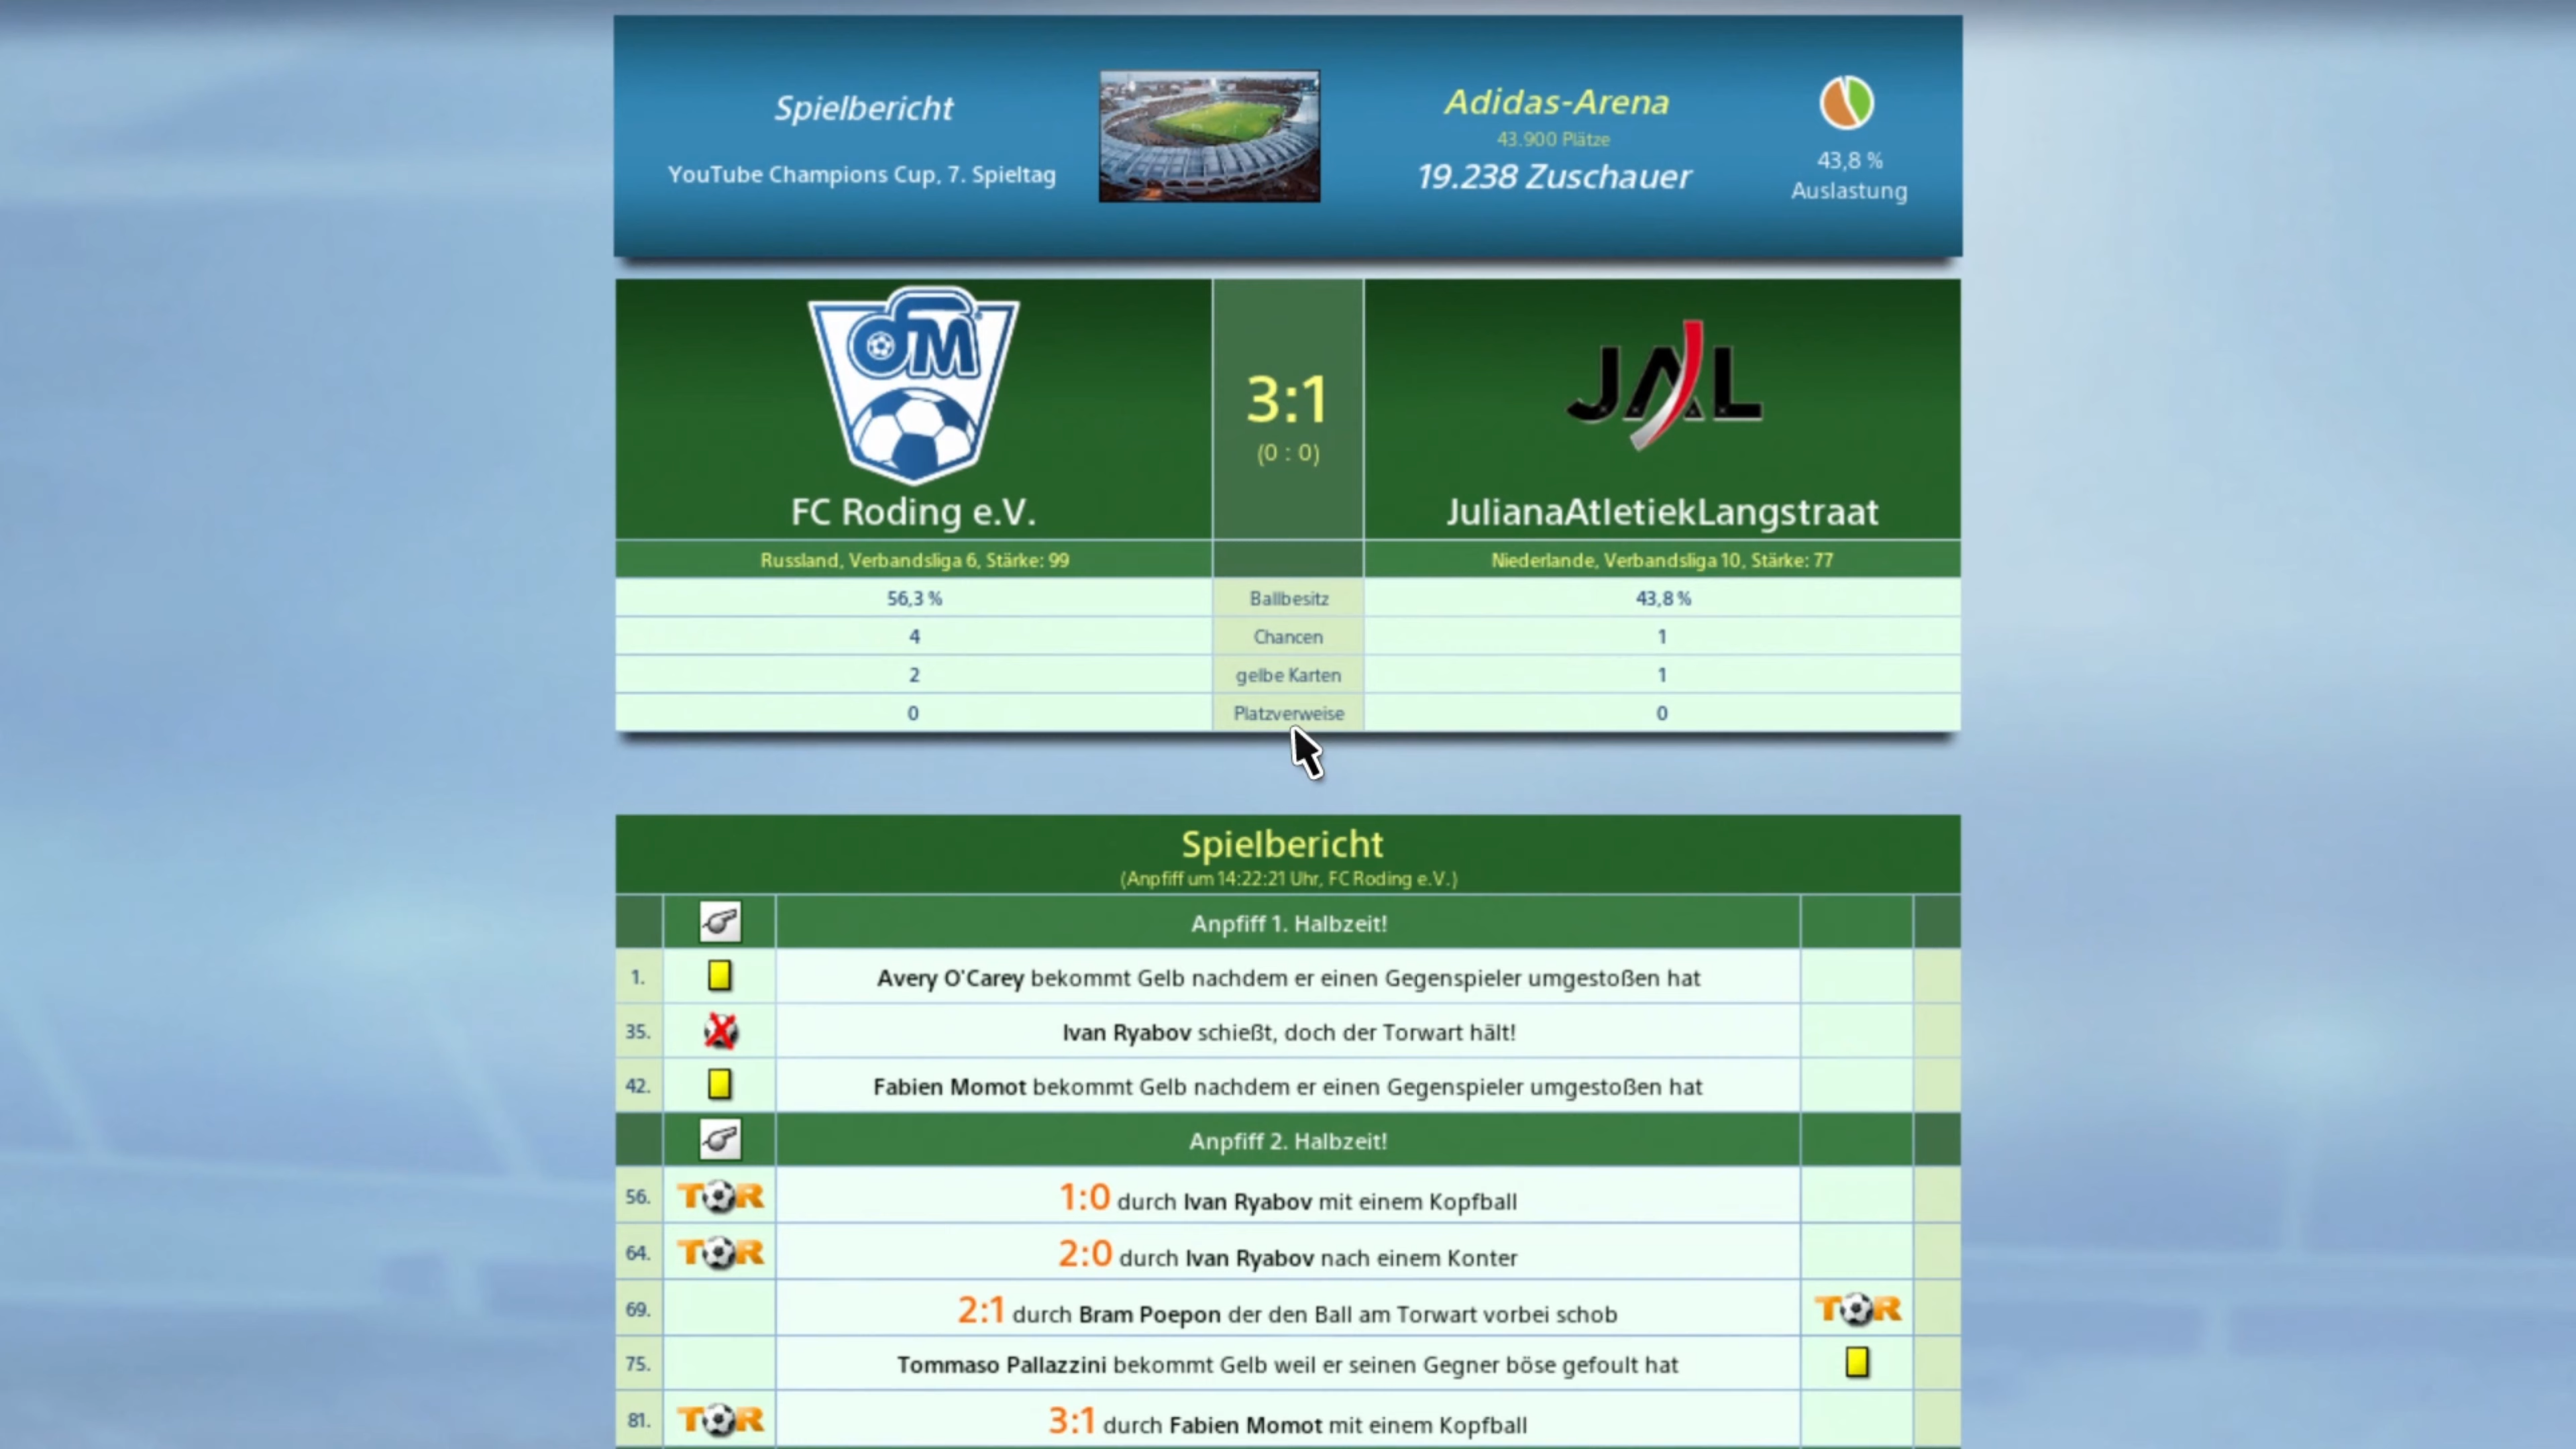 Spielbericht
YouTube Champions Cup, 7. Spieltag
Adidas-Arena
43.900 Plätze
19.238 Zuschauer
43,8 %
Auslastung
OFM
FC Roding e.V.
3:1
(0 : 0)
JAL
JulianaAtletiekLangstraat
Russland, Verbandsliga 6, Stärke: 99
Niederlande, Verbandsliga 10, Stärke: 77
56,3 % Ballbesitz 43,8 %
4 Chancen 1
2 gelbe Karten 1
0 Platzverweise 0
Spielbericht
(Anpfiff um 14:22:21 Uhr, FC Roding e.V.)
Anpfiff 1. Halbzeit!
1. Avery O'Carey bekommt Gelb nachdem er einen Gegenspieler umgestoßen hat
35. Ivan Ryabov schießt, doch der Torwart hält!
42. Fabien Momot bekommt Gelb nachdem er einen Gegenspieler umgestoßen hat
Anpfiff 2. Halbzeit!
56. TOR 1:0 durch Ivan Ryabov mit einem Kopfball
64. TOR 2:0 durch Ivan Ryabov nach einem Konter
69. 2:1 durch Bram Poepon der den Ball am Torwart vorbei schob TOR
75. Tommaso Pallazzini bekommt Gelb weil er seinen Gegner böse gefoult hat
81. TOR 3:1 durch Fabien Momot mit einem Kopfball